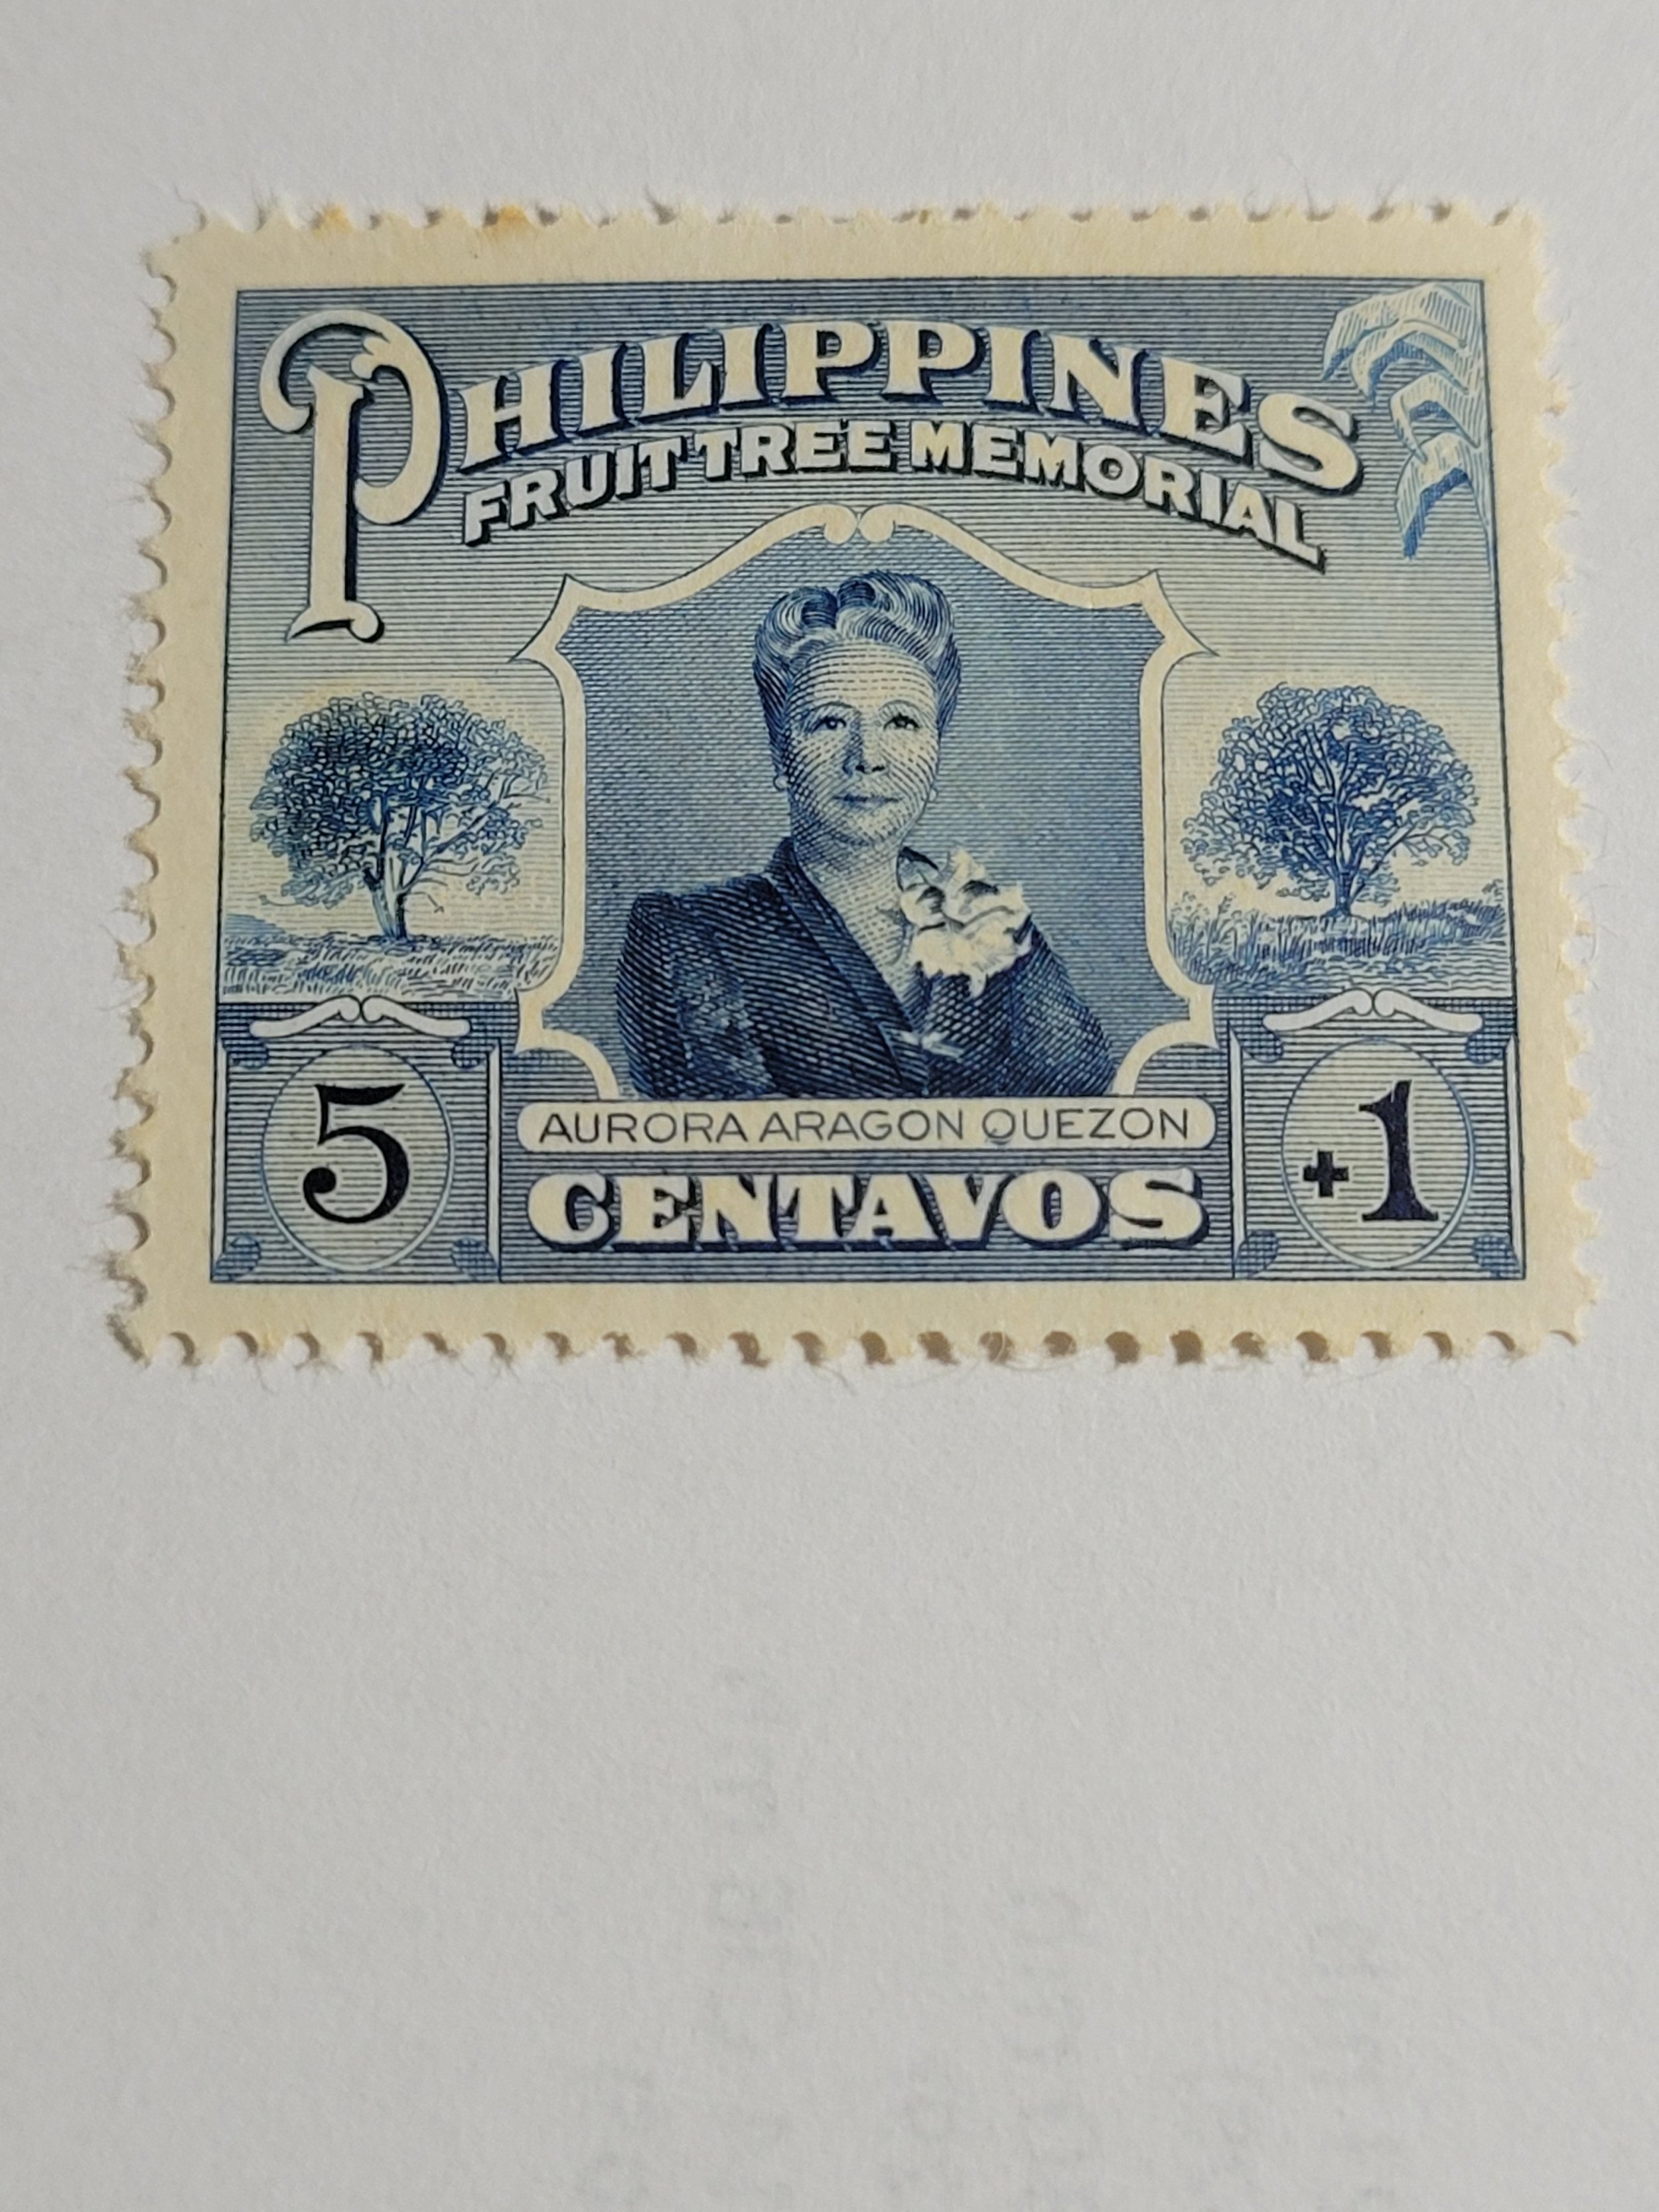 PHILIPPINES
FRUIT TREE MEMORIAL
AURORA ARAGON QUEZON
5 CENTAVOS +1